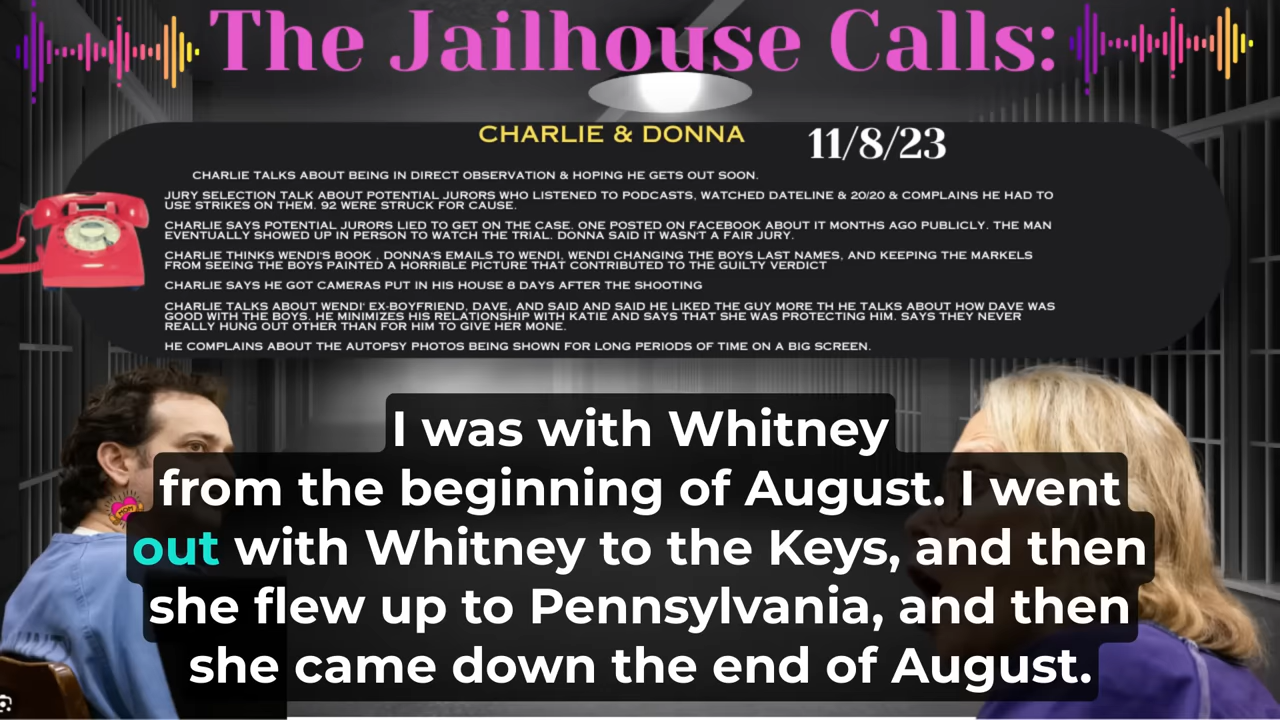 The Jailhouse Calls:
CHARLIE & DONNA
11/8/23
CHARLIE TALKS ABOUT BEING IN DIRECT OBSERVATION & HOPING HE GETS OUT SOON.
JURY SELECTION TALK ABOUT POTENTIAL JURORS WHO LISTENED TO PODCASTS, WATCHED DATELINE & 20/20 & COMPLAINS HE HAD TO
USE STRIKES ON THEM. 92 WERE STRUCK FOR CAUSE.
CHARLIE SAYS POTENTIAL JURORS LIED TO GET ON THE CASE. ONE POSTED ON FACEBOOK ABOUT IT MONTHS AGO PUBLICLY. THE MAN
EVENTUALLY SHOWED UP IN PERSON TO WATCH THE TRIAL. DONNA SAID IT WASN'T A FAIR JURY.
CHARLIE THINKS WENDI'S BOOK , DONNA'S EMAILS TO WENDI, WENDI CHANGING THE BOYS LAST NAMES, AND KEEPING THE MARKELS
FROM SEEING THE BOYS PAINTED A HORRIBLE PICTURE THAT CONTRIBUTED TO THE GUILTY VERDICT
CHARLIE SAYS HE GOT CAMERAS PUT IN HIS HOUSE 8 DAYS AFTER THE SHOOTING
CHARLIE TALKS ABOUT WENDI' EX-BOYFRIEND, DAVE, AND SAID AND SAID HE LIKED THE GUY MORE TH HE TALKS ABOUT HOW DAVE WAS
GOOD WITH THE BOYS. HE MINIMIZES HIS RELATIONSHIP WITH KATIE AND SAYS THAT SHE WAS PROTECTING HIM. SAYS THEY NEVER
REALLY HUNG OUT OTHER THAN FOR HIM TO GIVE HER MONE.
HE COMPLAINS ABOUT THE AUTOPSY PHOTOS BEING SHOWN FOR LONG PERIODS OF TIME ON A BIG SCREEN.
I was with Whitney
from the beginning of August. I went
out with Whitney to the Keys, and then
she flew up to Pennsylvania, and then
she came down the end of August.